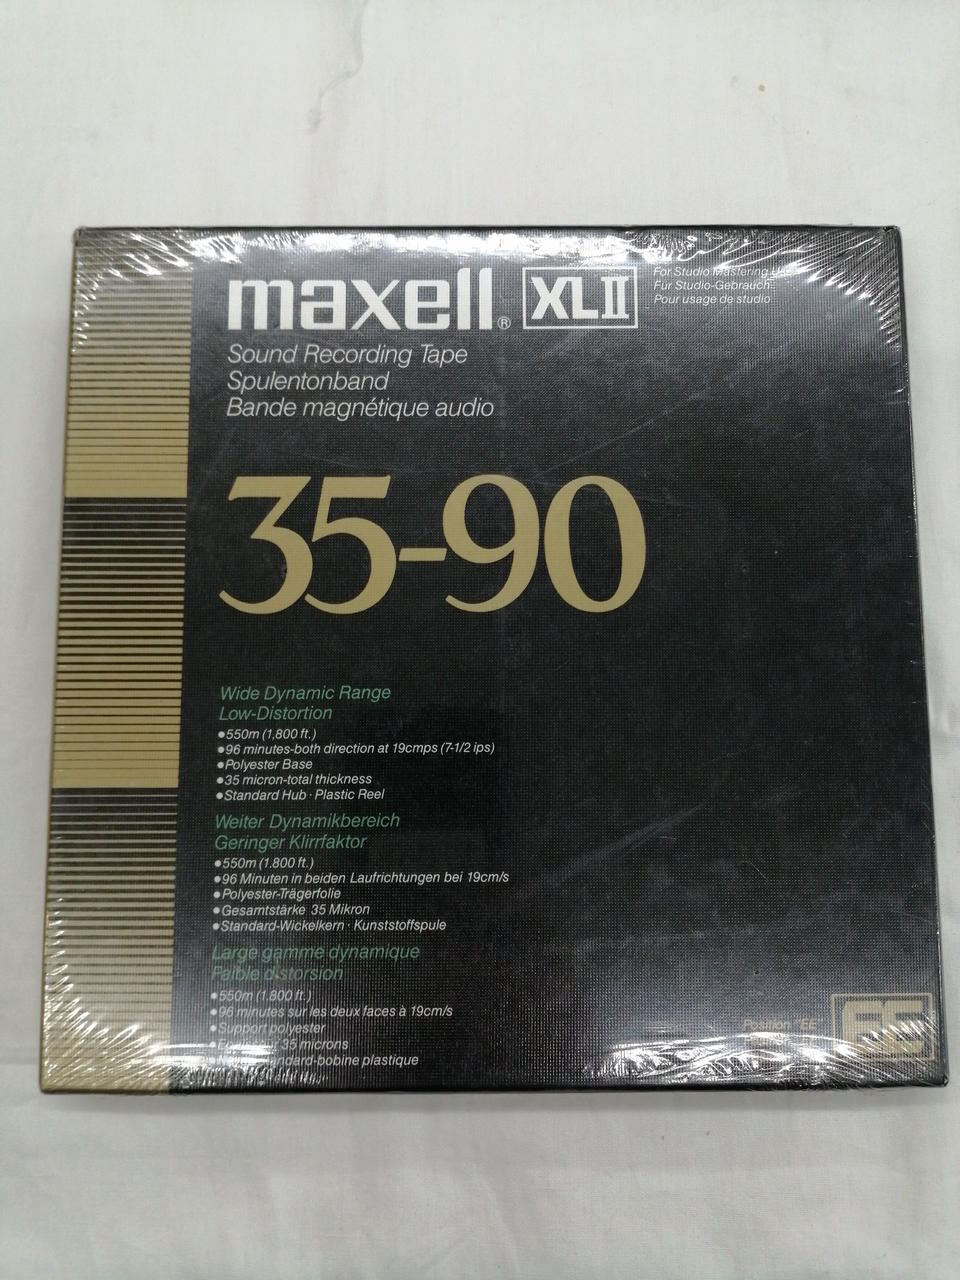 maxell® XLII
For Studio Mastering
Für Studio-Gebrauch
Pour usage de studio
Sound Recording Tape
Spulentonband
Bande magnétique audio
35-90
Wide Dynamic Range
Low-Distortion
●550m (1,800 ft.)
●96 minutes-both direction at 19cmps (7-1/2 ips)
●Polyester Base
●35 micron-total thickness
●Standard Hub · Plastic Reel
Weiter Dynamikbereich
Geringer Klirrfaktor
●550m (1.800 ft.)
●96 Minuten in beiden Laufrichtungen bei 19cm/s
●Polyester-Trägerfolie
●Gesamtstärke 35 Mikron
●Standard-Wickelkern · Kunststoffspule
Large gamme dynamique
Faible distorsion
●550m (1.800 ft.)
●96 minutes sur les deux faces à 19cm/s
●Support polyester
35 microns
standard-bobine plastique
Position "EE"
EE